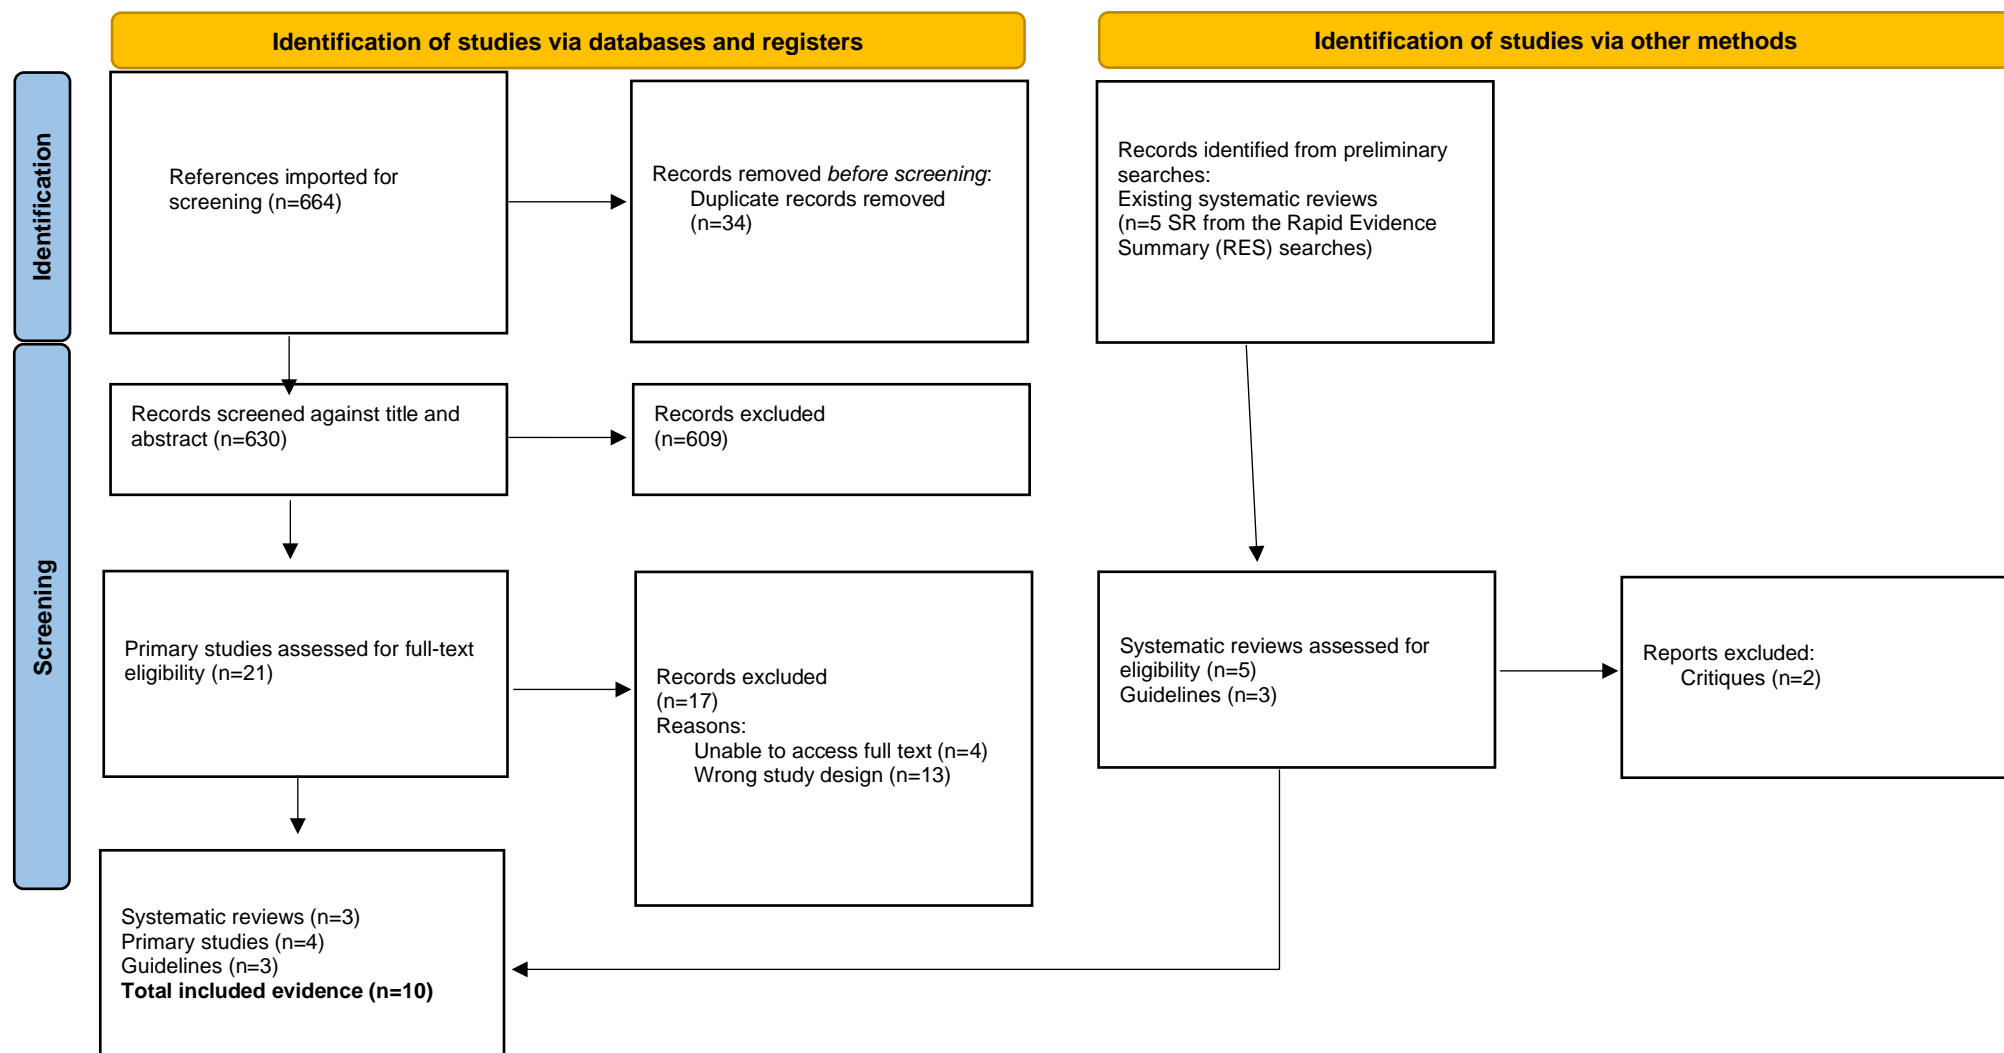 Identification of studies via databases and registers
Identification of studies via other methods
Identification
References imported for
screening (n=664)
Records removed before screening:
Duplicate records removed
(n=34)
Records identified from preliminary
searches:
Existing systematic reviews
(n=5 SR from the Rapid Evidence
Summary (RES) searches)
Screening
Records screened against title and
abstract (n=630)
Records excluded
(n=609)
Primary studies assessed for full-text
eligibility (n=21)
Records excluded
(n=17)
Reasons:
Unable to access full text (n=4)
Wrong study design (n=13)
Systematic reviews assessed for
eligibility (n=5)
Guidelines (n=3)
Reports excluded:
Critiques (n=2)
Systematic reviews (n=3)
Primary studies (n=4)
Guidelines (n=3)
Total included evidence (n=10)